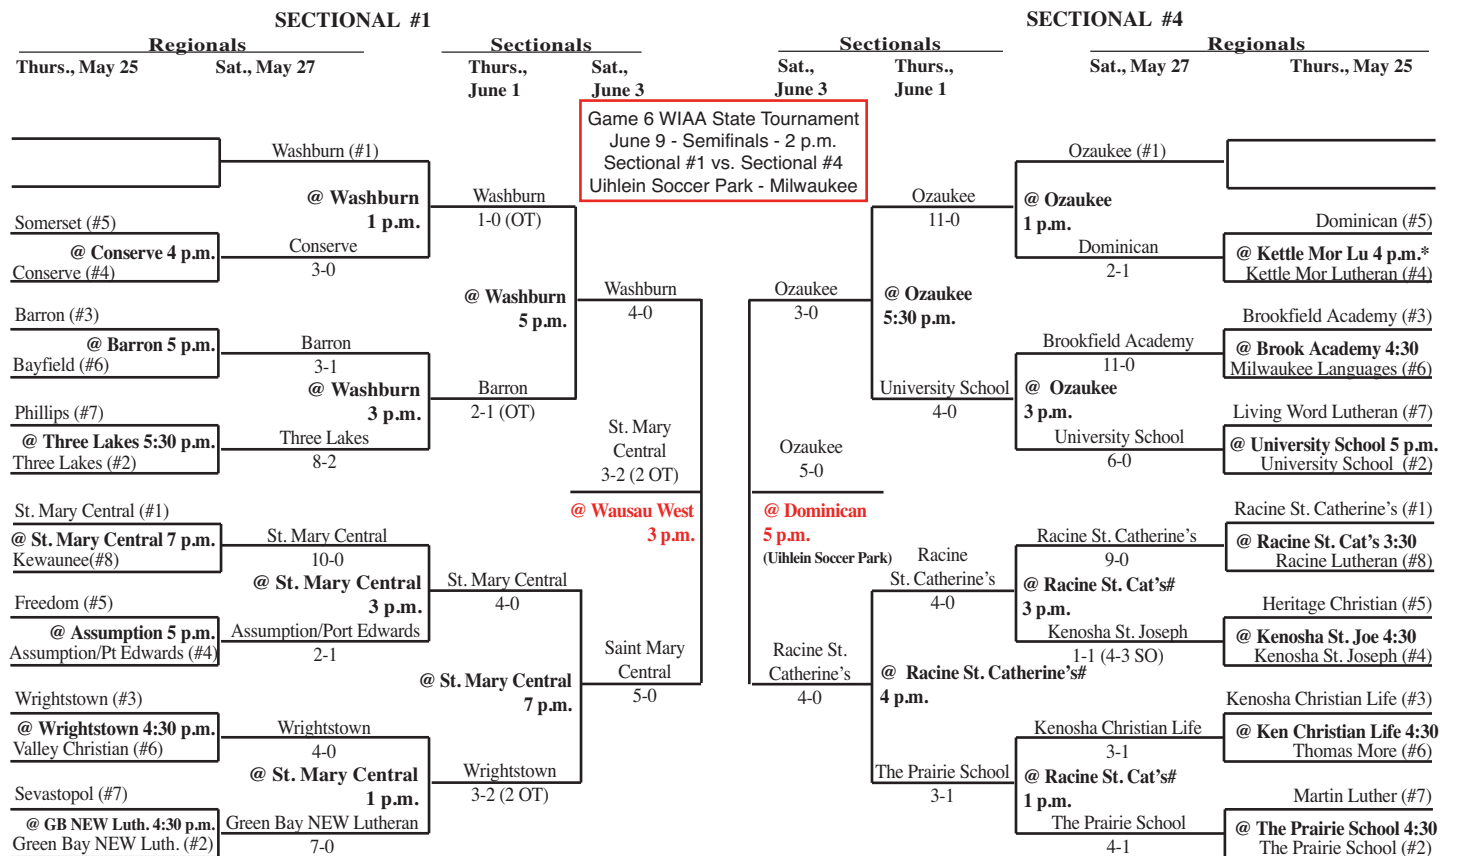 SECTIONAL #1
SECTIONAL #4
Regionals
Sectionals
Sectionals
Regionals
Thurs., May 25
Sat., May 27
Thurs.,
June 1
Sat.,
June 3
Sat.,
June 3
Thurs.,
June 1
Sat., May 27
Thurs., May 25
Game 6 WIAA State Tournament
June 9 - Semifinals - 2 p.m.
Sectional #1 vs. Sectional #4
Uihlein Soccer Park - Milwaukee
Washburn (#1)
@ Washburn
1 p.m.
Somerset (#5)
@ Conserve 4 p.m.
Conserve (#4)
Conserve
3-0
Washburn
1-0 (OT)
@ Washburn
5 p.m.
Barron (#3)
@ Barron 5 p.m.
Bayfield (#6)
Barron
3-1
@ Washburn
3 p.m.
Phillips (#7)
@ Three Lakes 5:30 p.m.
Three Lakes (#2)
Three Lakes
8-2
Barron
2-1 (OT)
Washburn
4-0
St. Mary
Central
3-2 (2 OT)
@ Wausau West
3 p.m.
St. Mary Central (#1)
@ St. Mary Central 7 p.m.
Kewaunee(#8)
St. Mary Central
10-0
@ St. Mary Central
3 p.m.
Freedom (#5)
@ Assumption 5 p.m.
Assumption/Pt Edwards (#4)
Assumption/Port Edwards
2-1
St. Mary Central
4-0
@ St. Mary Central
7 p.m.
Saint Mary
Central
5-0
Wrightstown (#3)
@ Wrightstown 4:30 p.m.
Valley Christian (#6)
Wrightstown
4-0
@ St. Mary Central
1 p.m.
Wrightstown
3-2 (2 OT)
Sevastopol (#7)
@ GB NEW Luth. 4:30 p.m.
Green Bay NEW Luth. (#2)
Green Bay NEW Lutheran
7-0
Ozaukee (#1)
Ozaukee
11-0
@ Ozaukee
1 p.m.
Dominican (#5)
@ Kettle Mor Lu 4 p.m.*
Kettle Mor Lutheran (#4)
Dominican
2-1
Ozaukee
3-0
@ Ozaukee
5:30 p.m.
Brookfield Academy (#3)
@ Brook Academy 4:30
Milwaukee Languages (#6)
Brookfield Academy
11-0
University School
4-0
@ Ozaukee
3 p.m.
Living Word Lutheran (#7)
@ University School 5 p.m.
University School (#2)
University School
6-0
Ozaukee
5-0
@ Dominican
5 p.m.
(Uihlein Soccer Park)
Racine St. Catherine's (#1)
@ Racine St. Cat's 3:30
Racine Lutheran (#8)
Racine St. Catherine's
9-0
Racine
St. Catherine's
4-0
@ Racine St. Cat's#
3 p.m.
Heritage Christian (#5)
@ Kenosha St. Joe 4:30
Kenosha St. Joseph (#4)
Kenosha St. Joseph
1-1 (4-3 SO)
Racine St.
Catherine's
4-0
@ Racine St. Catherine's#
4 p.m.
Kenosha Christian Life (#3)
@ Ken Christian Life 4:30
Thomas More (#6)
Kenosha Christian Life
3-1
The Prairie School
3-1
@ Racine St. Cat's#
1 p.m.
Martin Luther (#7)
@ The Prairie School 4:30
The Prairie School (#2)
The Prairie School
4-1